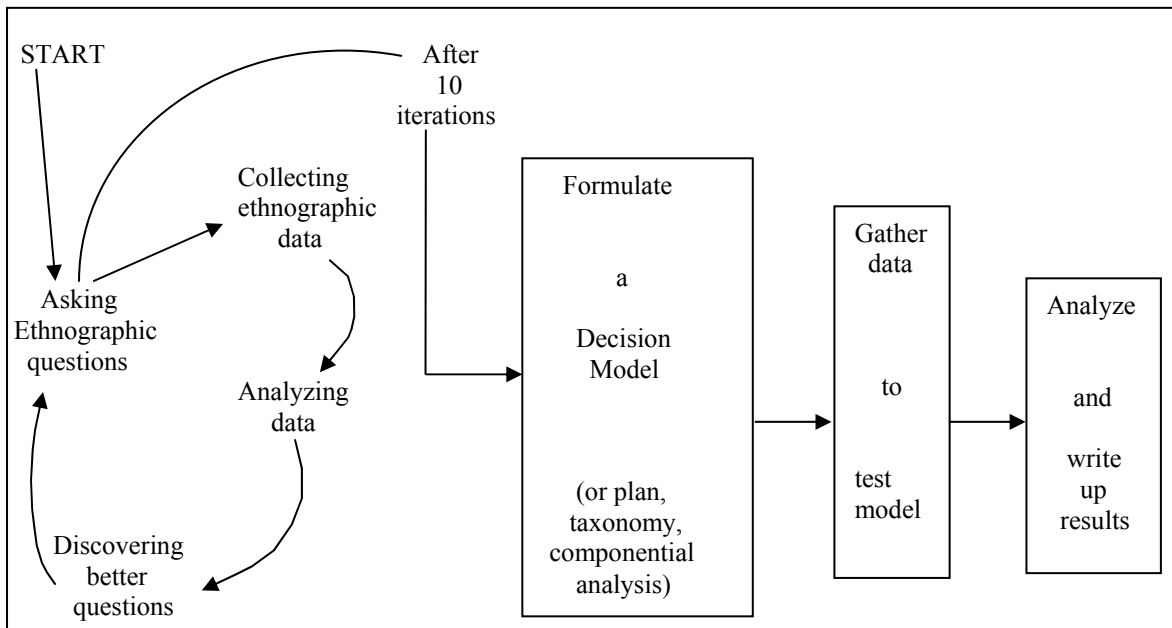 START
After
10
iterations
Collecting
ethnographic
data
Asking
Ethnographic
questions
Analyzing
data
Discovering
better
questions
Formulate
a
Decision
Model
(or plan,
taxonomy,
componential
analysis)
Gather
data
to
test
model
Analyze
and
write
up
results